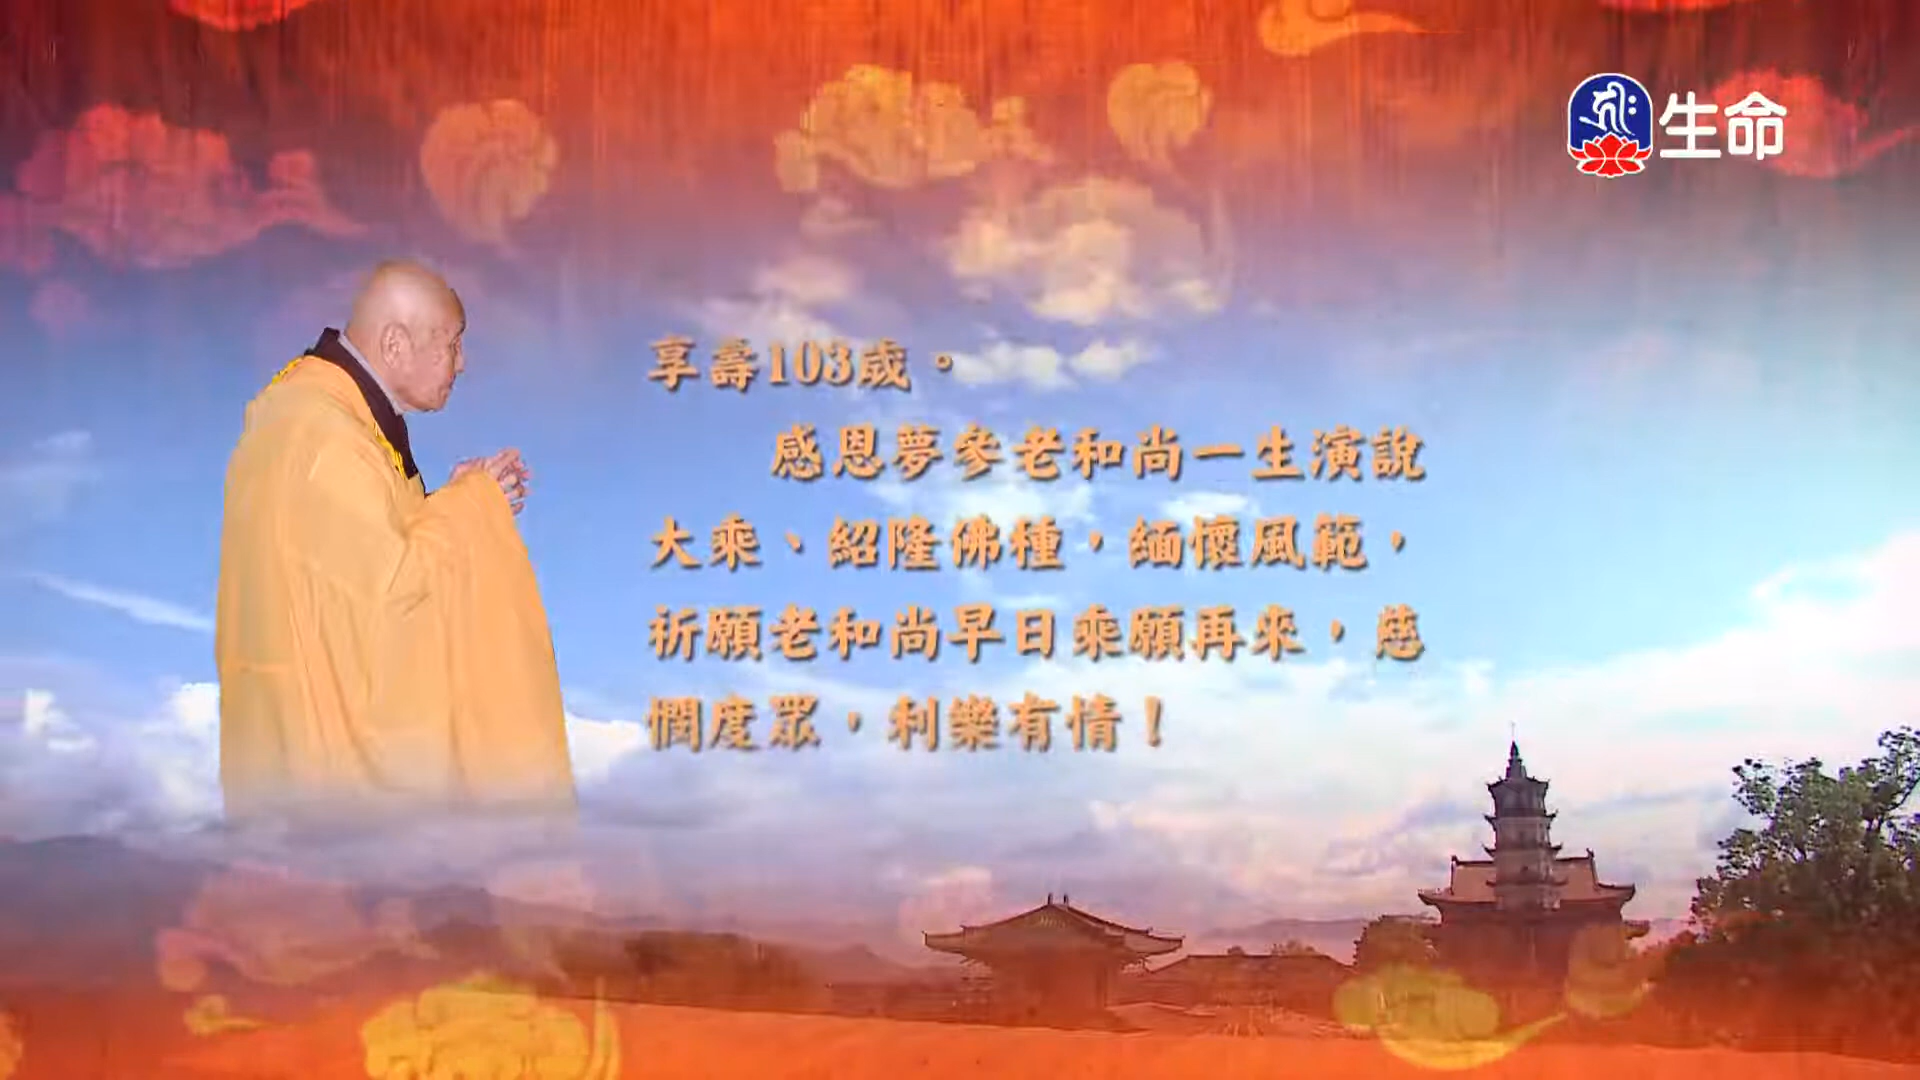 生命
享壽103歲。
感恩夢參老和尚一生演說
大乘、紹隆佛種，緬懷風範，
祈願老和尚早日乘願再來，慈
憫度眾，利樂有情！